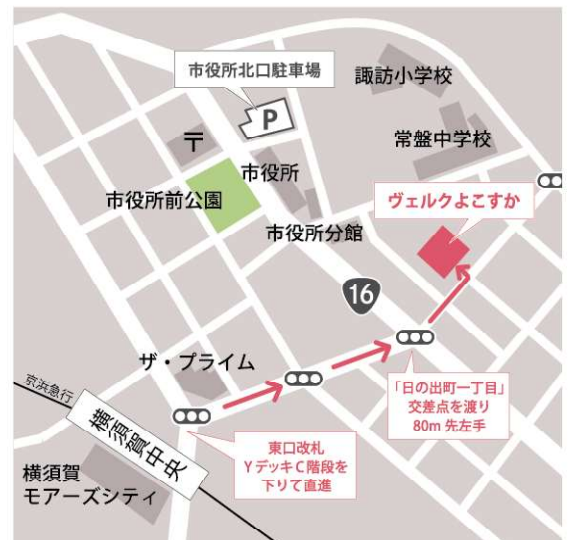 市役所北口駐車場
諏訪小学校
P
常盤中学校
〒
市役所
市役所前公園
ヴェルクよこすか
市役所分館
16
ザ・プライム
「日の出町一丁目」
交差点を渡り
80m 先左手
京浜急行
横須賀中央
東口改札
YデッキC階段を
下りて直進
横須賀
モアーズシティ